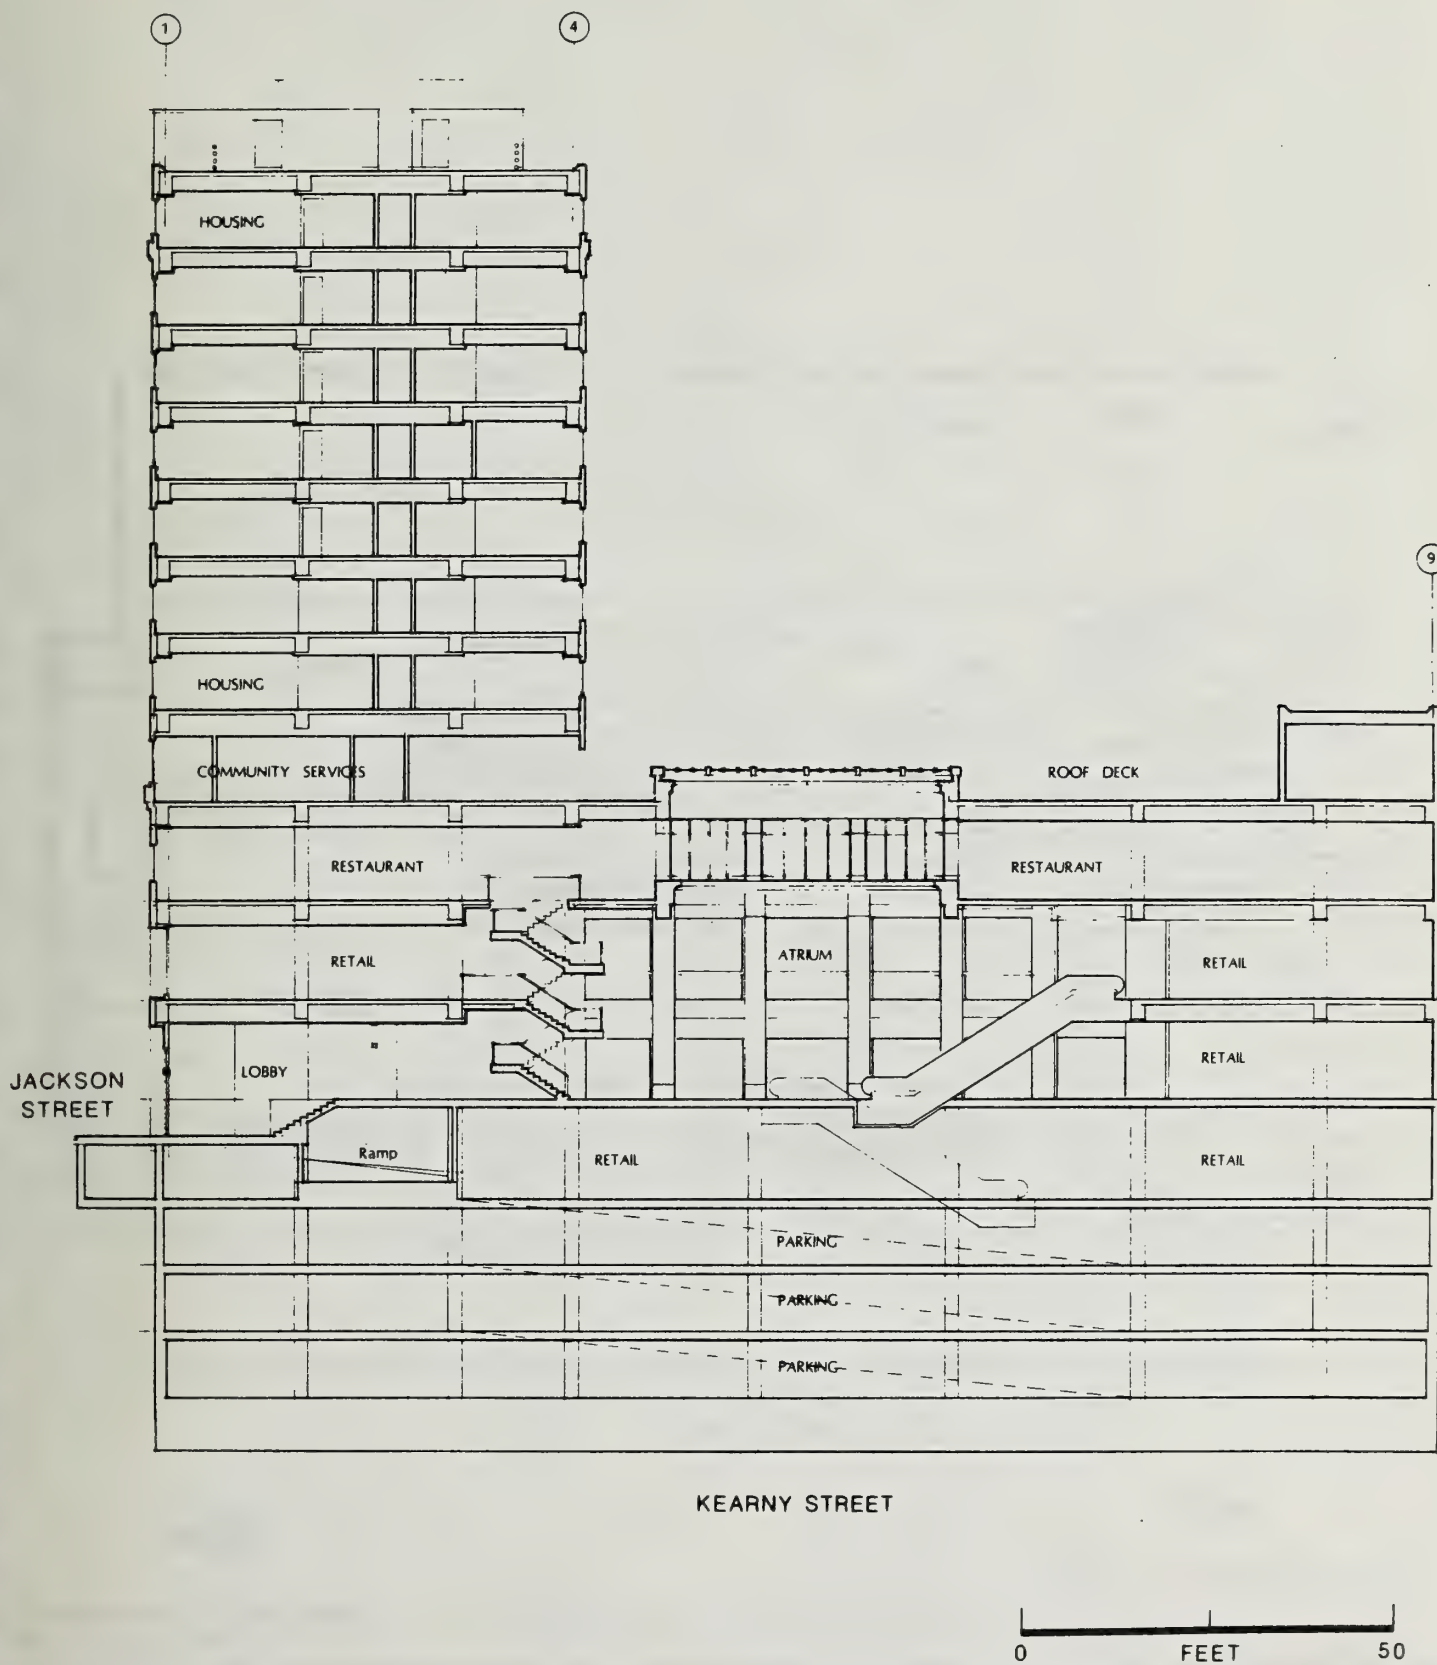 1
4
HOUSING
9
HOUSING
COMMUNITY SERVICES
ROOF DECK
RESTAURANT
RESTAURANT
RETAIL
ATRIUM
RETAIL
JACKSON
STREET
LOBBY
RETAIL
Ramp
RETAIL
RETAIL
PARKING
PARKING
PARKING
KEARNY STREET
0
FEET
50